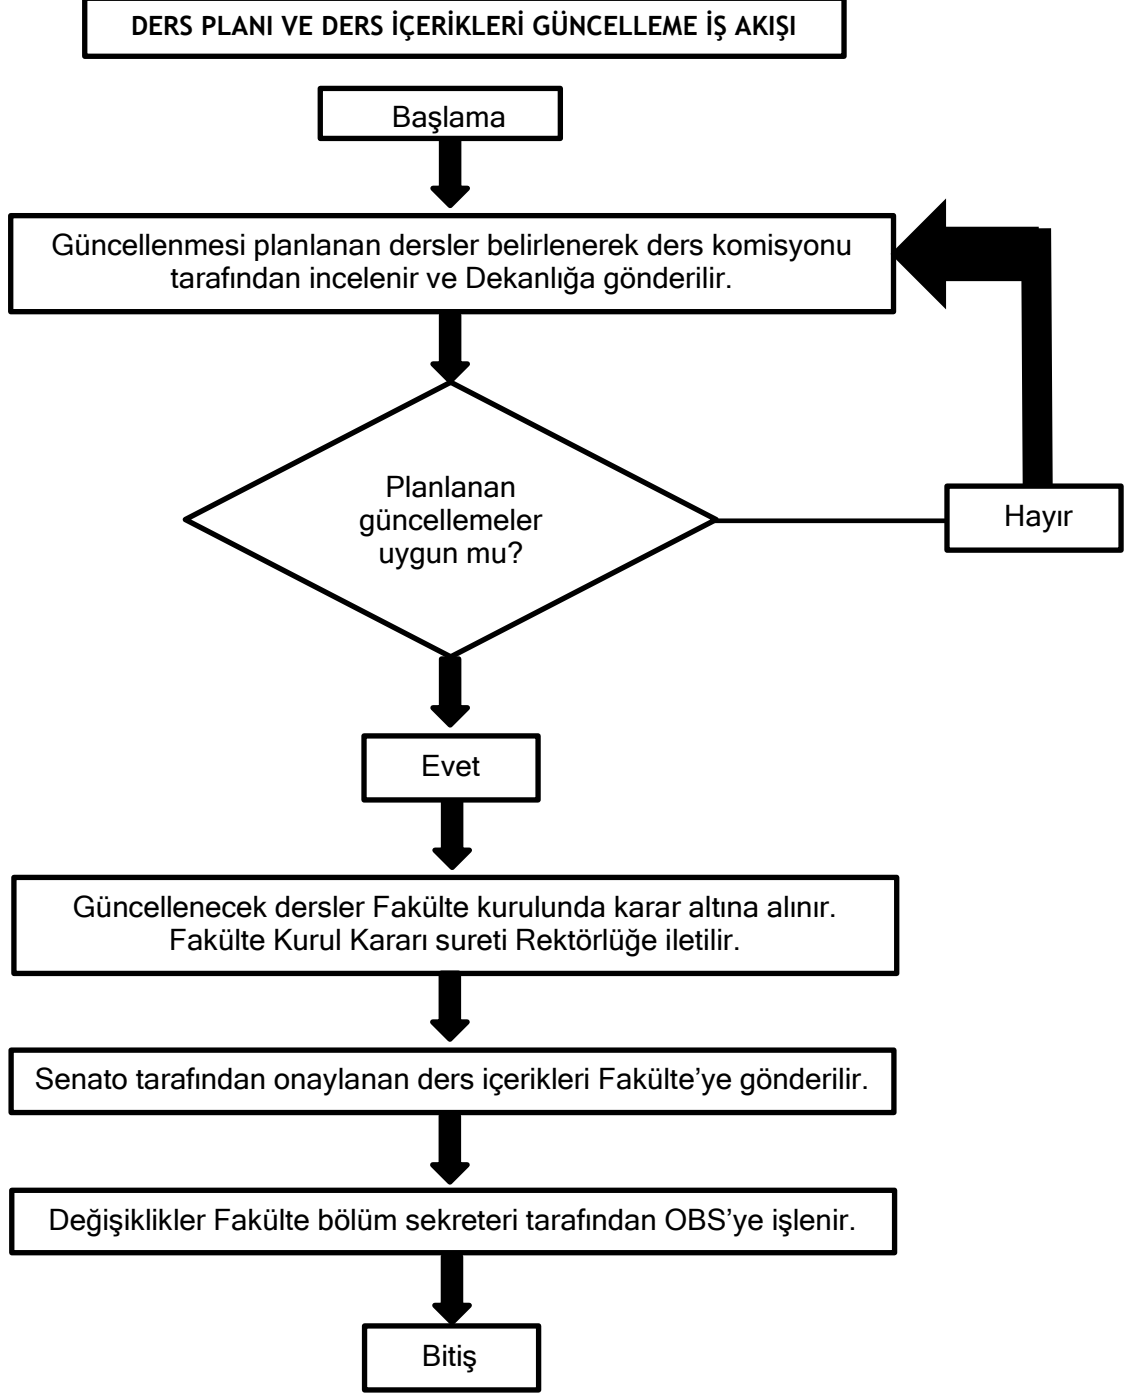 DERS PLANI VE DERS İÇERİKLERİ GÜNCELLEME İŞ AKIŞI
Başlama
Güncellenmesi planlanan dersler belirlenerek ders komisyonu
tarafından incelenir ve Dekanlığa gönderilir.
Planlanan
güncellemeler
uygun mu?
Hayır
Evet
Güncellenecek dersler Fakülte kurulunda karar altına alınır.
Fakülte Kurul Kararı sureti Rektörlüğe iletilir.
Senato tarafından onaylanan ders içerikleri Fakülte’ye gönderilir.
Değişiklikler Fakülte bölüm sekreteri tarafından OBS’ye işlenir.
Bitiş